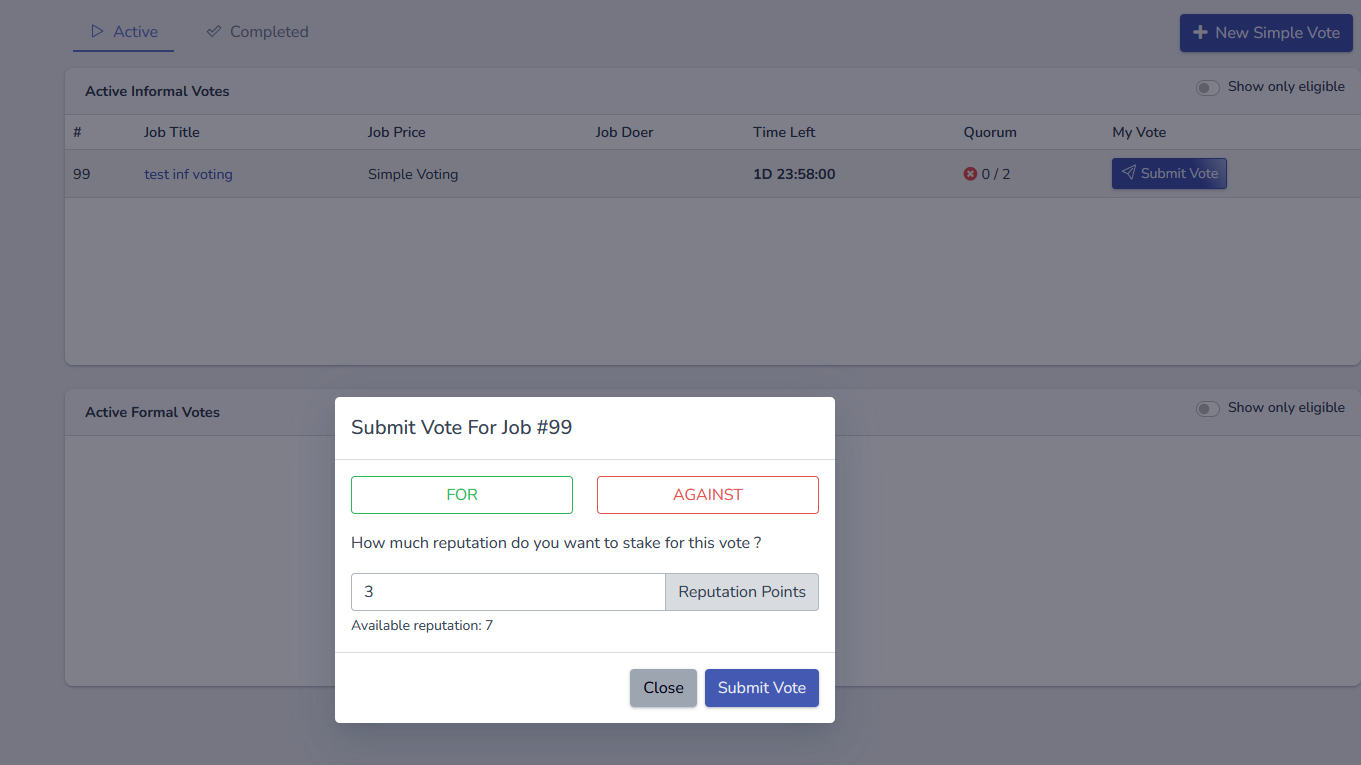 Active Completed New Simple Vote
Active Informal Votes Show only eligible
# Job Title Job Price Job Doer Time Left Quorum My Vote
99 test inf voting Simple Voting 1D 23:58:00 0 / 2 Submit Vote
Active Formal Votes Show only eligible
Submit Vote For Job #99
FOR AGAINST
How much reputation do you want to stake for this vote ?
3 Reputation Points
Available reputation: 7
Close Submit Vote